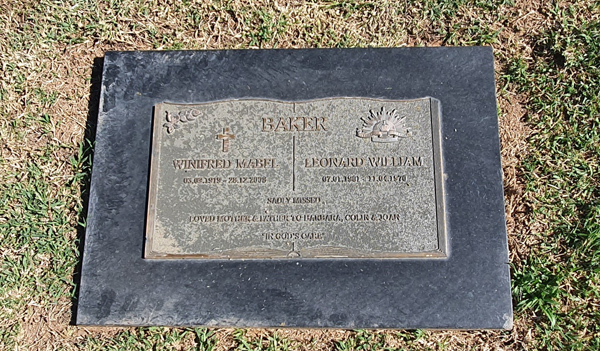 BAKER
WINIFRED MABEL
LEONARD WILLIAM
SADLY MISSED
LOVED MOTHER & FATHER TO BARBARA, COLIN & JOAN
"IN GOD'S CARE"